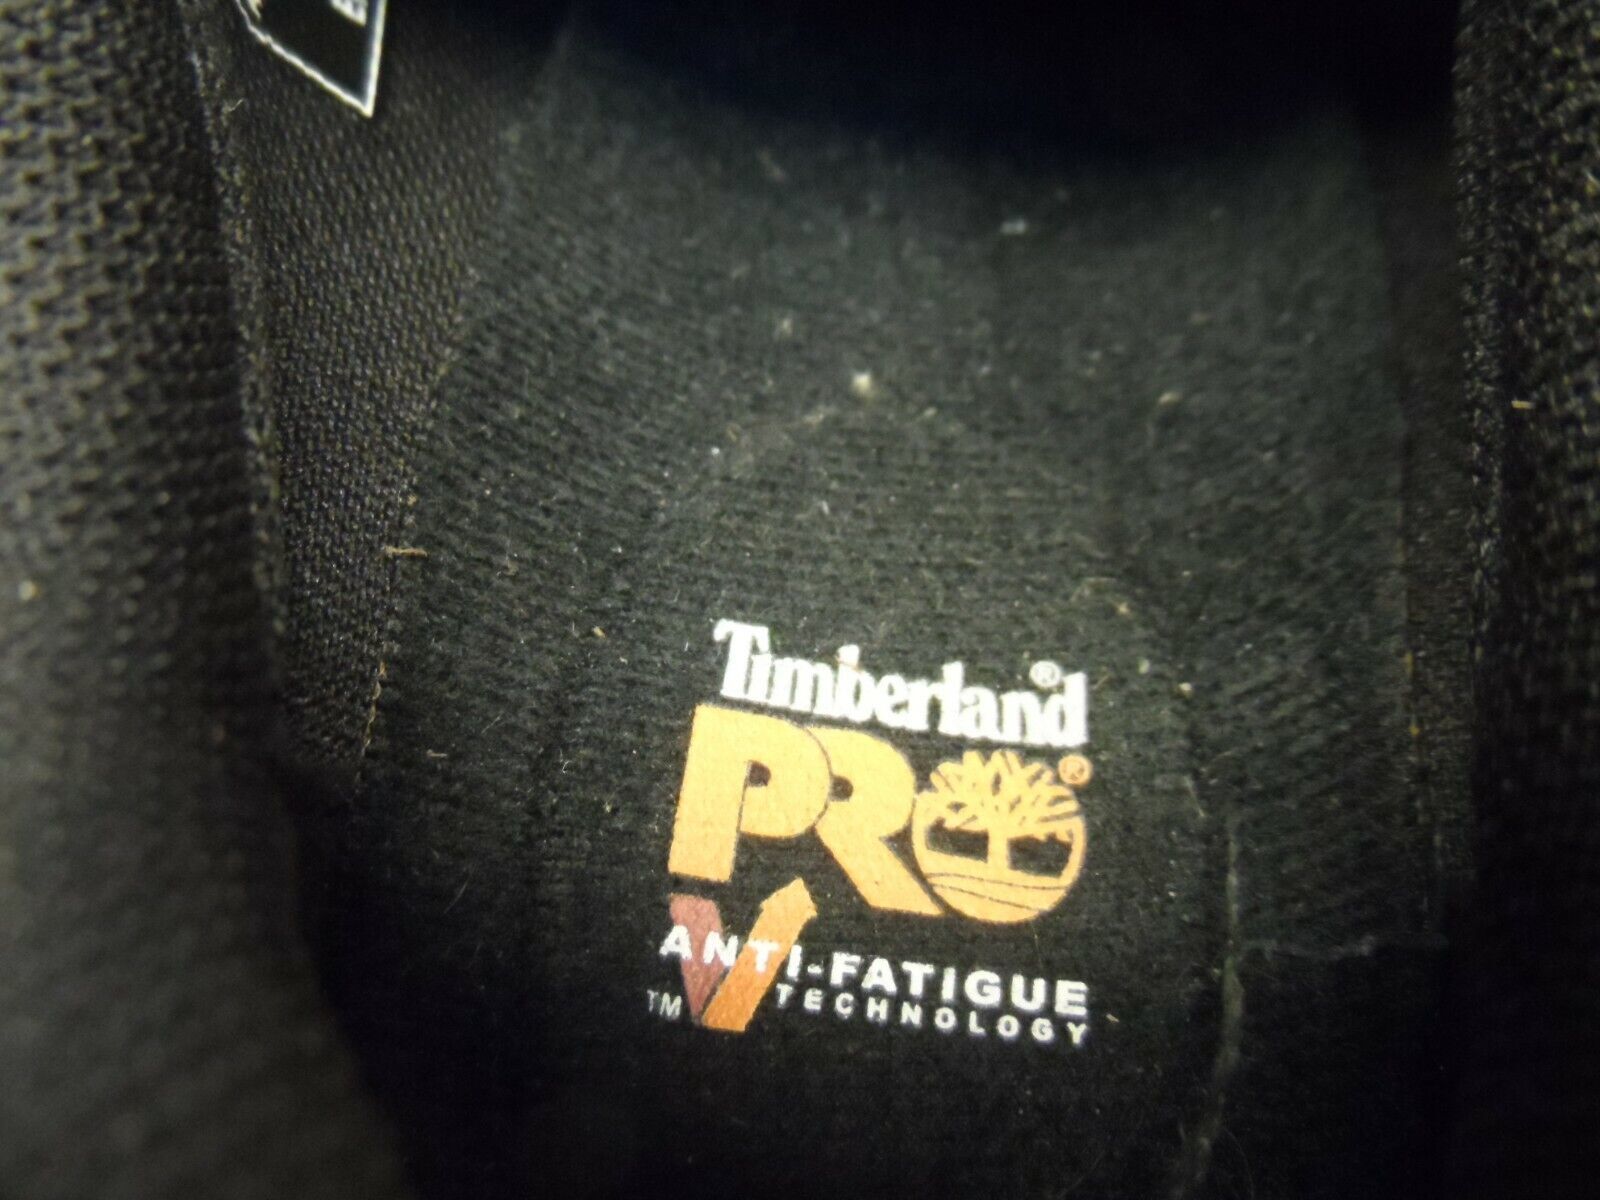 Timberland®
PRO®
ANTI-FATIGUE
TM TECHNOLOGY